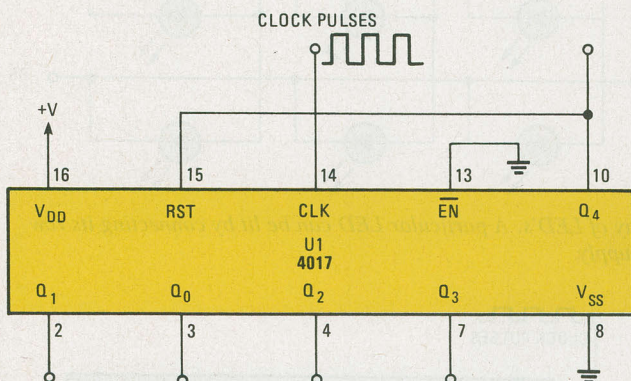 CLOCK PULSES
+V
16 15 14 13 10
VDD RST CLK EN Q4
U1
4017
Q1 Q0 Q2 Q3 VSS
2 3 4 7 8